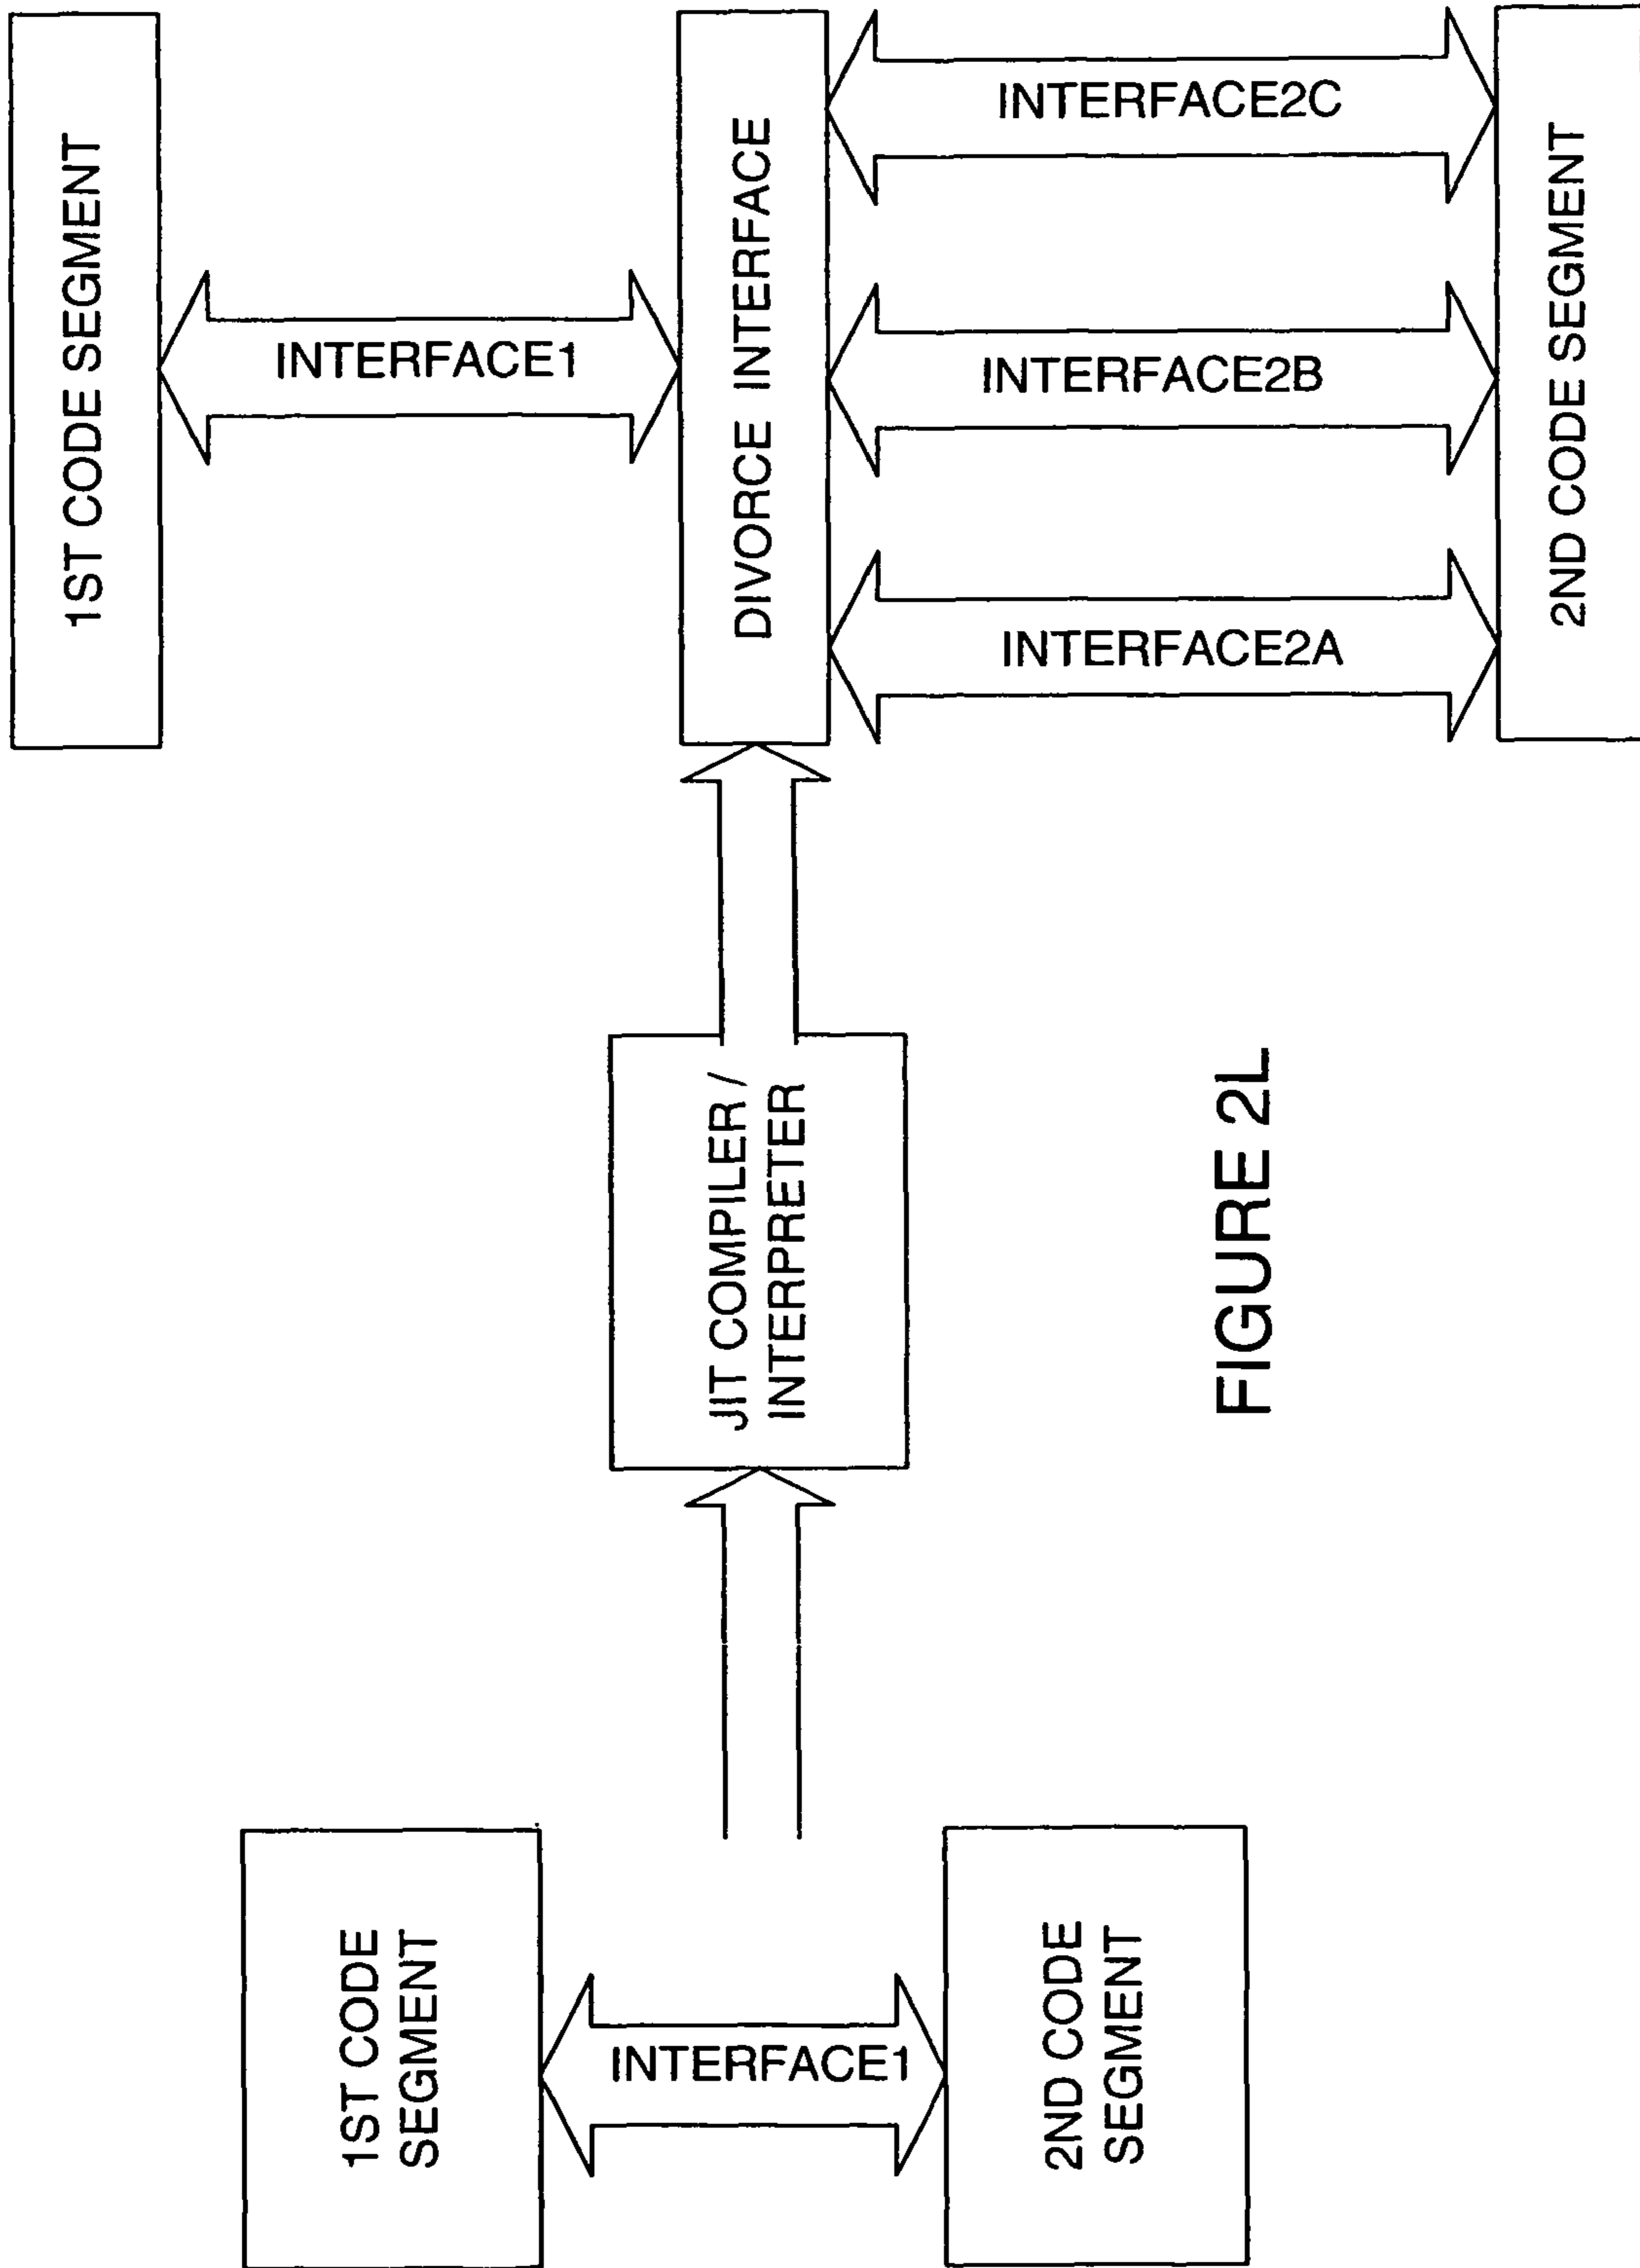 1ST CODE
SEGMENT
INTERFACE1
2ND CODE
SEGMENT
JIT COMPILER /
INTERPRETER
1ST CODE SEGMENT
INTERFACE1
DIVORCE INTERFACE
INTERFACE2A
INTERFACE2B
INTERFACE2C
2ND CODE SEGMENT
FIGURE 2L